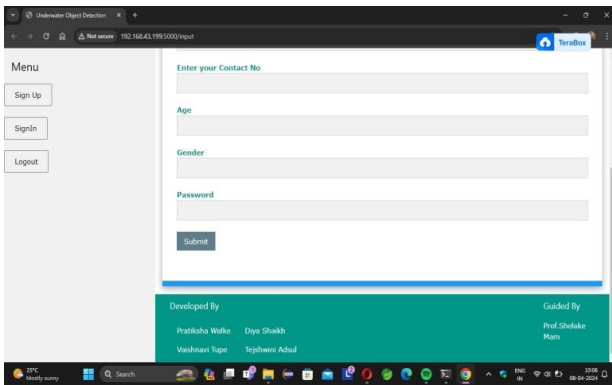 Underwater Object Detection
Not secure 192.168.43.199:5000/input
TeraBox
Menu
Sign Up
SignIn
Logout
Enter your Contact No
Age
Gender
Password
Submit
Developed By
Guided By
Pratiksha Walke Diya Shaikh
Prof.Shelake
Mam
Vaishnavi Tupe Tejshwini Adsul
25°C
Mostly sunny
Search
ENG
IN
10:06
08-04-2024